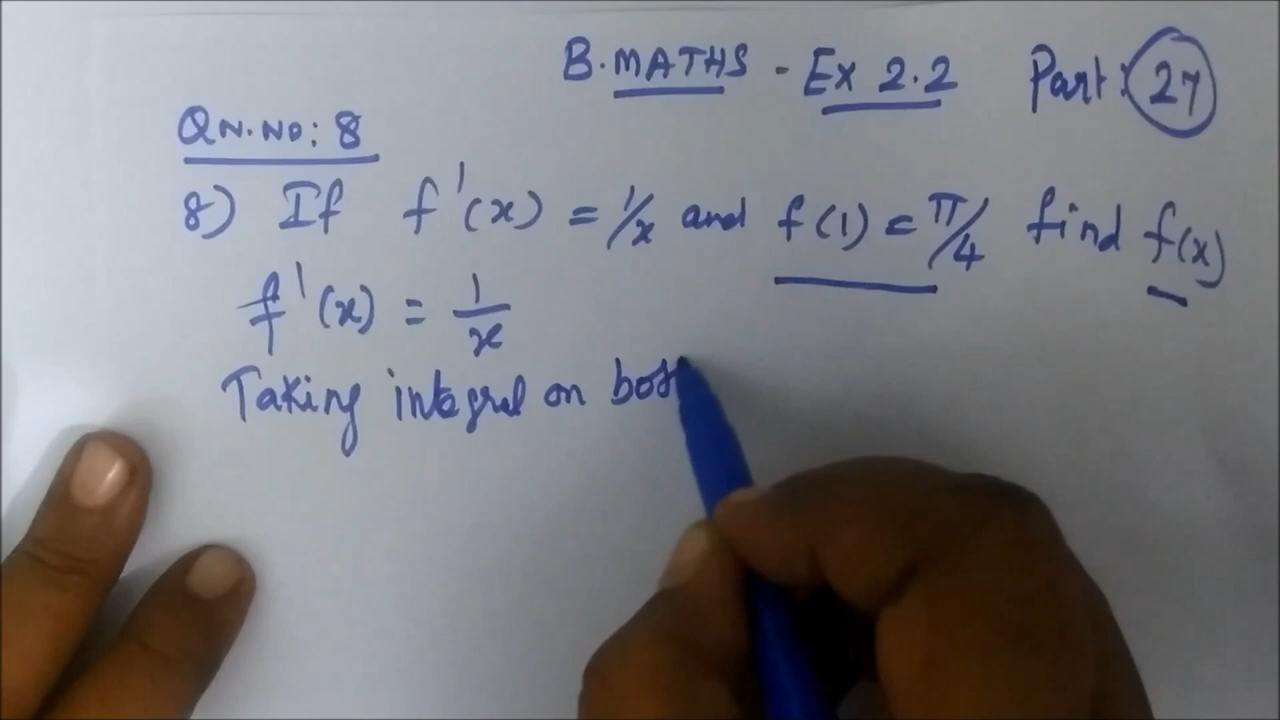 B.MATHS - Ex 2.2 Part: 27
QN.NO: 8
8) If f'(x) = 1/x and f(1) = π/4 find f(x)
f'(x) = 1/x
Taking integral on both